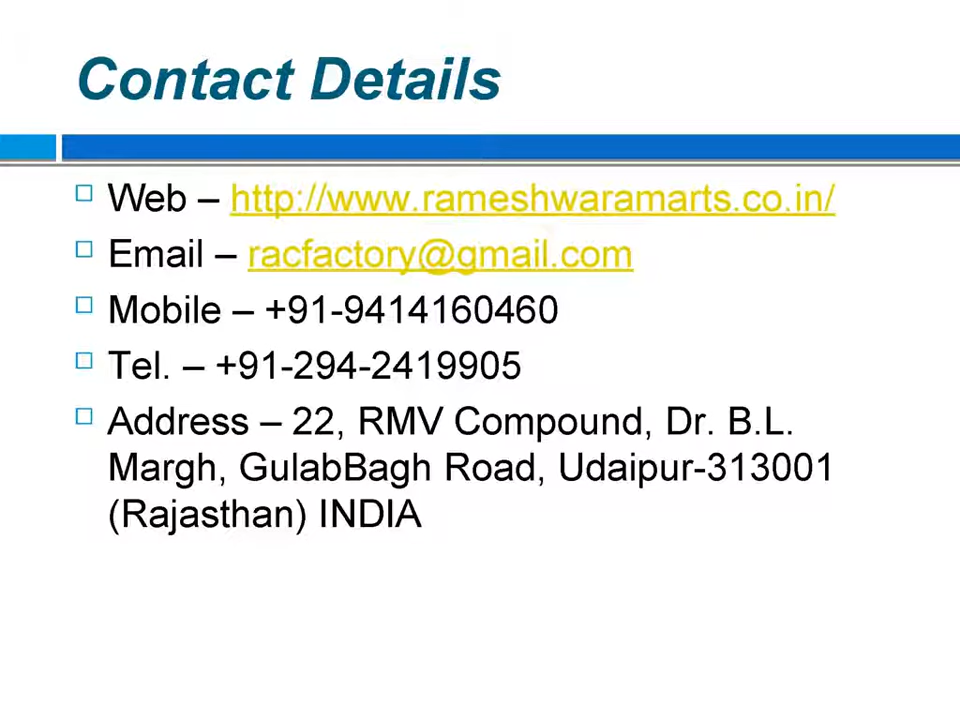 Contact Details
Web – http://www.rameshwaramarts.co.in/
Email – racfactory@gmail.com
Mobile – +91-9414160460
Tel. – +91-294-2419905
Address – 22, RMV Compound, Dr. B.L.
Margh, GulabBagh Road, Udaipur-313001
(Rajasthan) INDIA